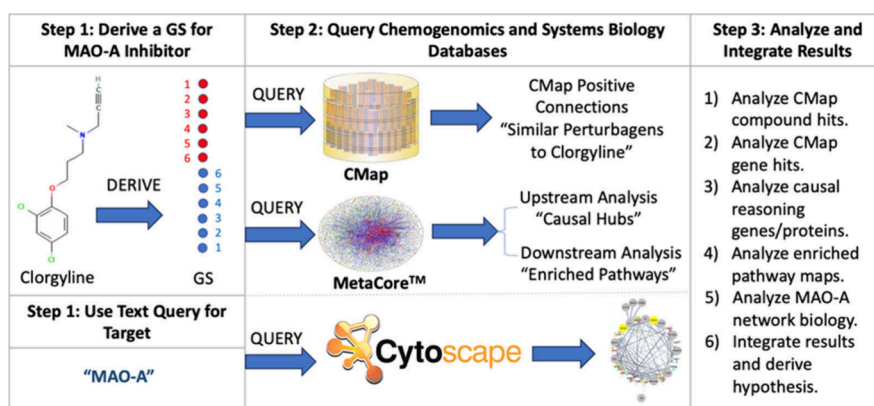 Step 1: Derive a GS for
MAO-A Inhibitor
H
N
O
Cl
Cl
Clorgyline
DERIVE
1
2
3
4
5
6
6
5
4
3
2
1
GS
Step 1: Use Text Query for
Target
“MAO-A”
Step 2: Query Chemogenomics and Systems Biology
Databases
QUERY
CMap
CMap Positive
Connections
“Similar Perturbagens
to Clorgyline”
QUERY
MetaCore™
Upstream Analysis
“Causal Hubs”
Downstream Analysis
“Enriched Pathways”
QUERY
Cytoscape
Step 3: Analyze and
Integrate Results
1) Analyze CMap
compound hits.
2) Analyze CMap
gene hits.
3) Analyze causal
reasoning
genes/proteins.
4) Analyze enriched
pathway maps.
5) Analyze MAO-A
network biology.
6) Integrate results
and derive
hypothesis.